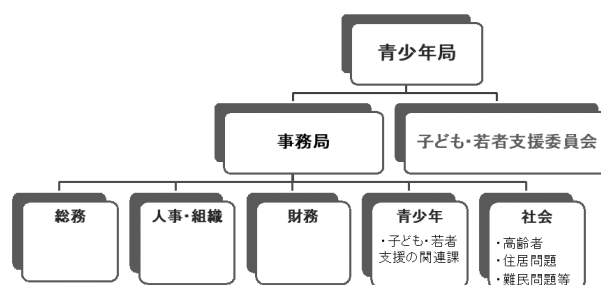 青少年局
事務局
子ども・若者支援委員会
総務
人事・組織
財務
青少年
・子ども・若者
支援の関連課
社会
・高齢者
・住居問題
・難民問題等